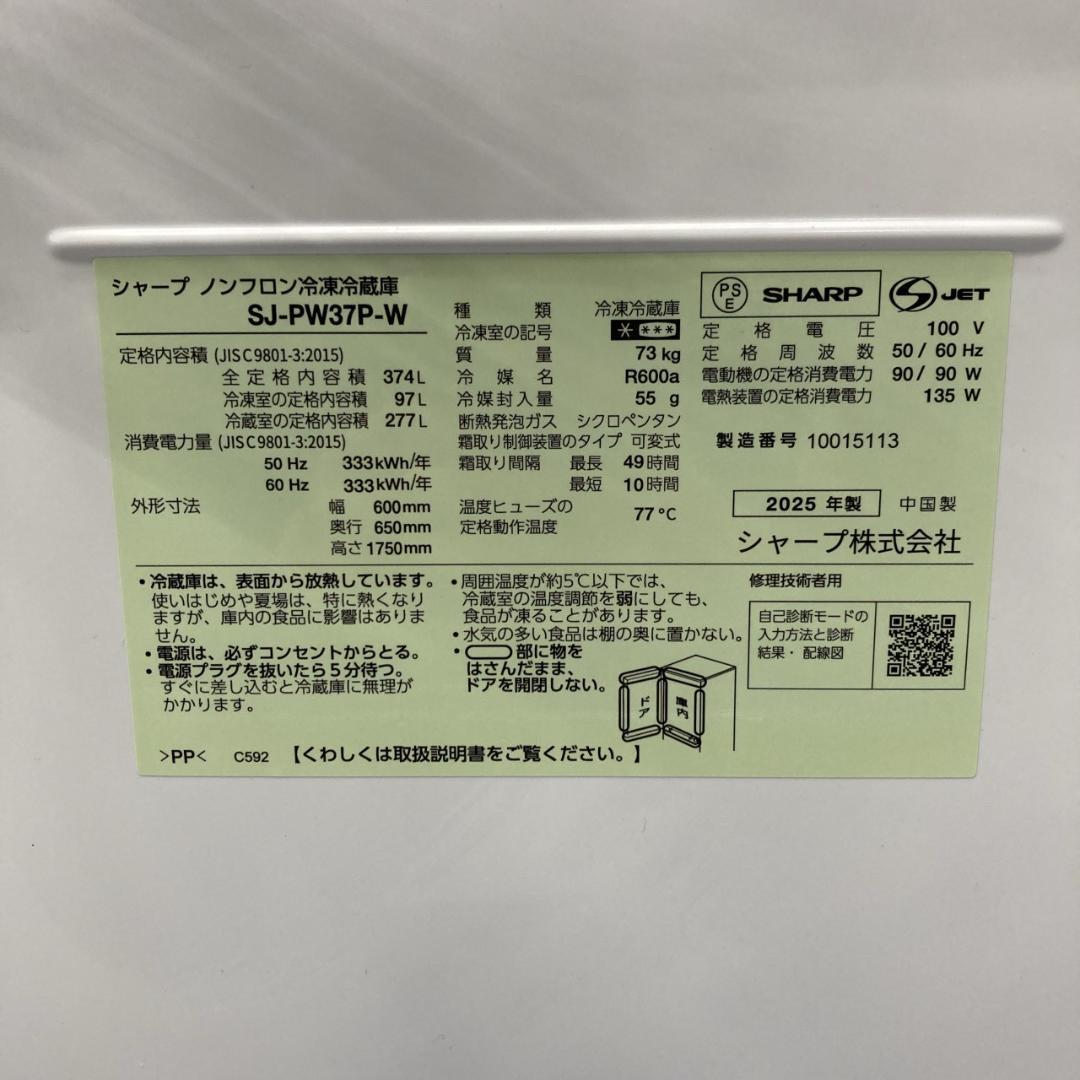 シャープ ノンフロン冷凍冷蔵庫
SJ-PW37P-W
定格内容積 (JIS C 9801-3:2015)
全定格内容積 374 L
冷凍室の定格内容積 97 L
冷蔵室の定格内容積 277 L
消費電力量 (JIS C 9801-3:2015)
50 Hz 333kWh/年
60 Hz 333kWh/年
外形寸法 幅 600mm
奥行 650mm
高さ 1750mm
種類 冷凍冷蔵庫
冷凍室の記号
質量 73 kg
冷媒名 R600a
冷媒封入量 55 g
断熱発泡ガス シクロペンタン
霜取り制御装置のタイプ 可変式
霜取り間隔 最長 49時間
最短 10時間
温度ヒューズの
定格動作温度 77 ℃
PSE SHARP S JET
定格電圧 100 V
定格周波数 50 / 60 Hz
電動機の定格消費電力 90 / 90 W
電熱装置の定格消費電力 135 W
製造番号 10015113
2025 年製 中国製
シャープ株式会社
・冷蔵庫は、表面から放熱しています。
使いはじめや夏場は、特に熱くなり
ますが、庫内の食品に影響はありま
せん。
・電源は、必ずコンセントからとる。
・電源プラグを抜いたら5分待つ。
すぐに差し込むと冷蔵庫に無理が
かかります。
・周囲温度が約5℃以下では、
冷蔵室の温度調節を弱にしても、
食品が凍ることがあります。
・水気の多い食品は棚の奥に置かない。
・部に物を
はさんだまま、
ドアを開閉しない。
ドア
庫内
修理技術者用
自己診断モードの
入力方法と診断
結果・配線図
>PP< C592 【くわしくは取扱説明書をご覧ください。】